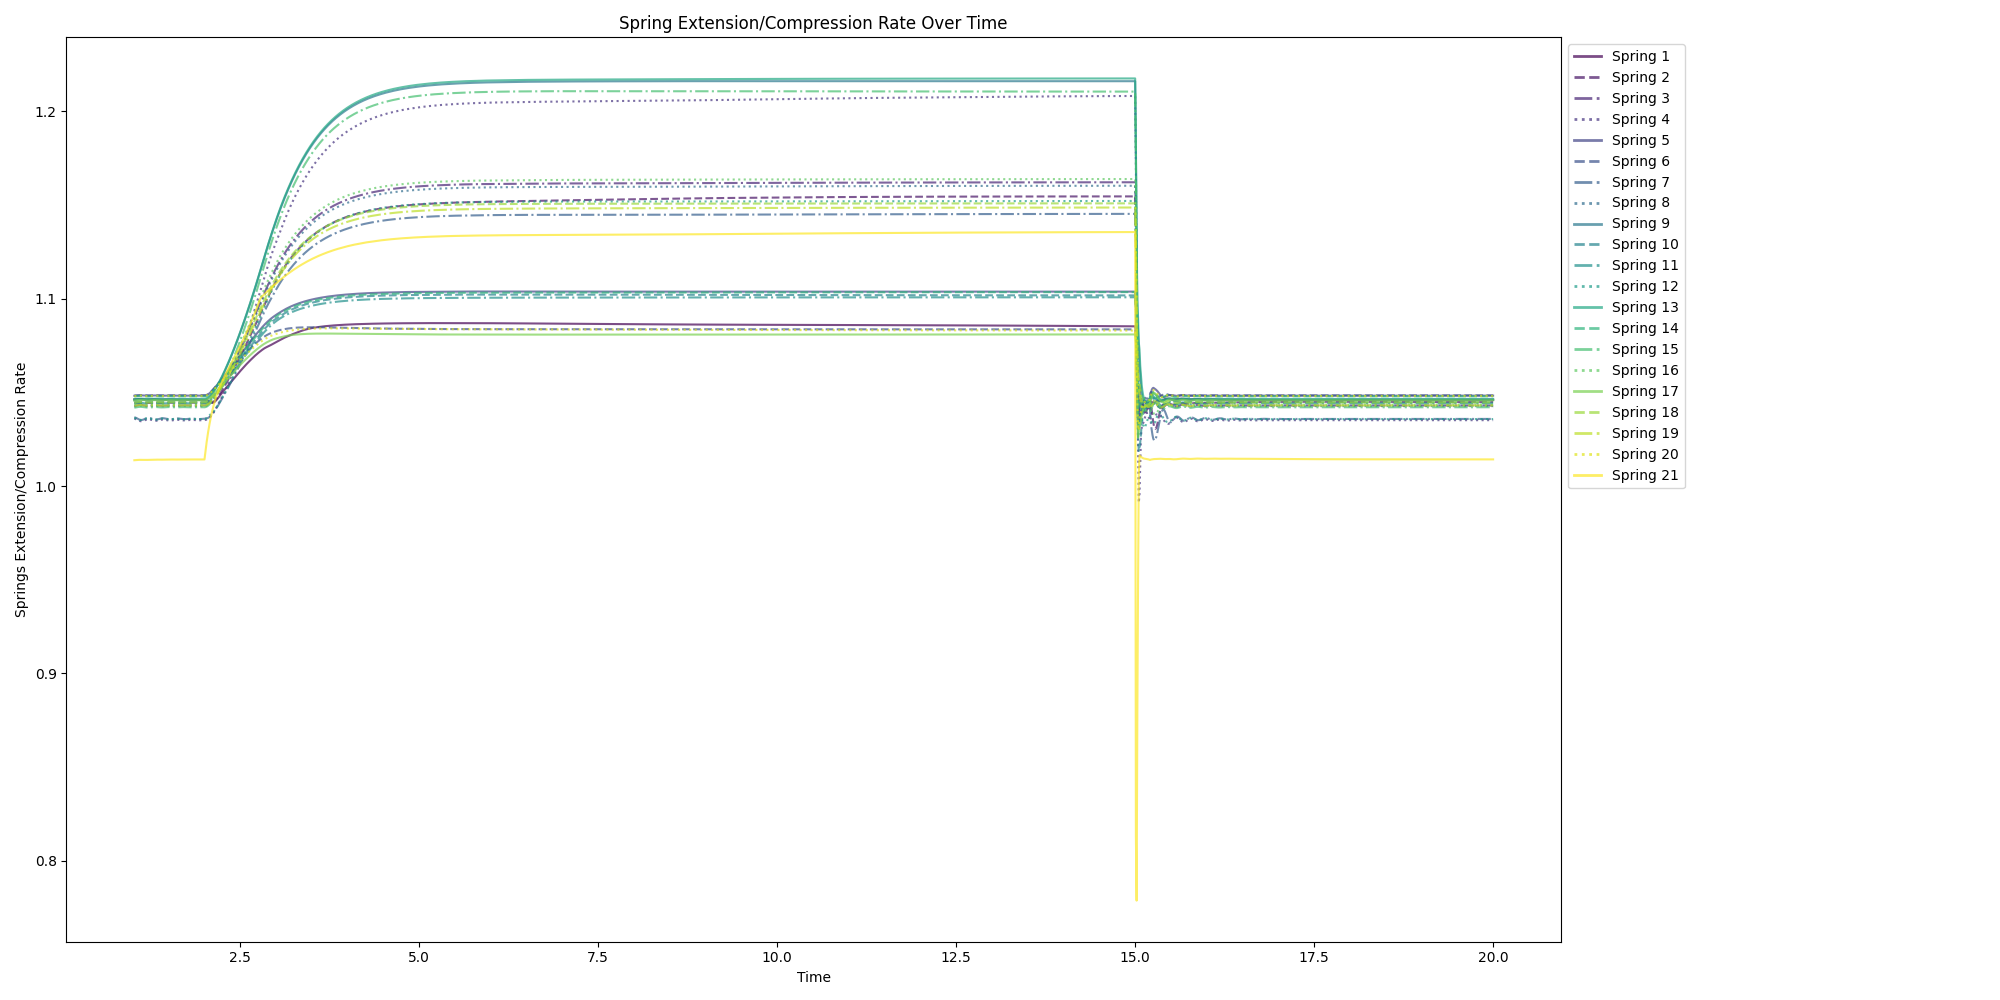 Spring Extension/Compression Rate Over Time
Springs Extension/Compression Rate
1.2
1.1
1.0
0.9
0.8
2.5 5.0 7.5 10.0 12.5 15.0 17.5 20.0
Time
Spring 1
Spring 2
Spring 3
Spring 4
Spring 5
Spring 6
Spring 7
Spring 8
Spring 9
Spring 10
Spring 11
Spring 12
Spring 13
Spring 14
Spring 15
Spring 16
Spring 17
Spring 18
Spring 19
Spring 20
Spring 21